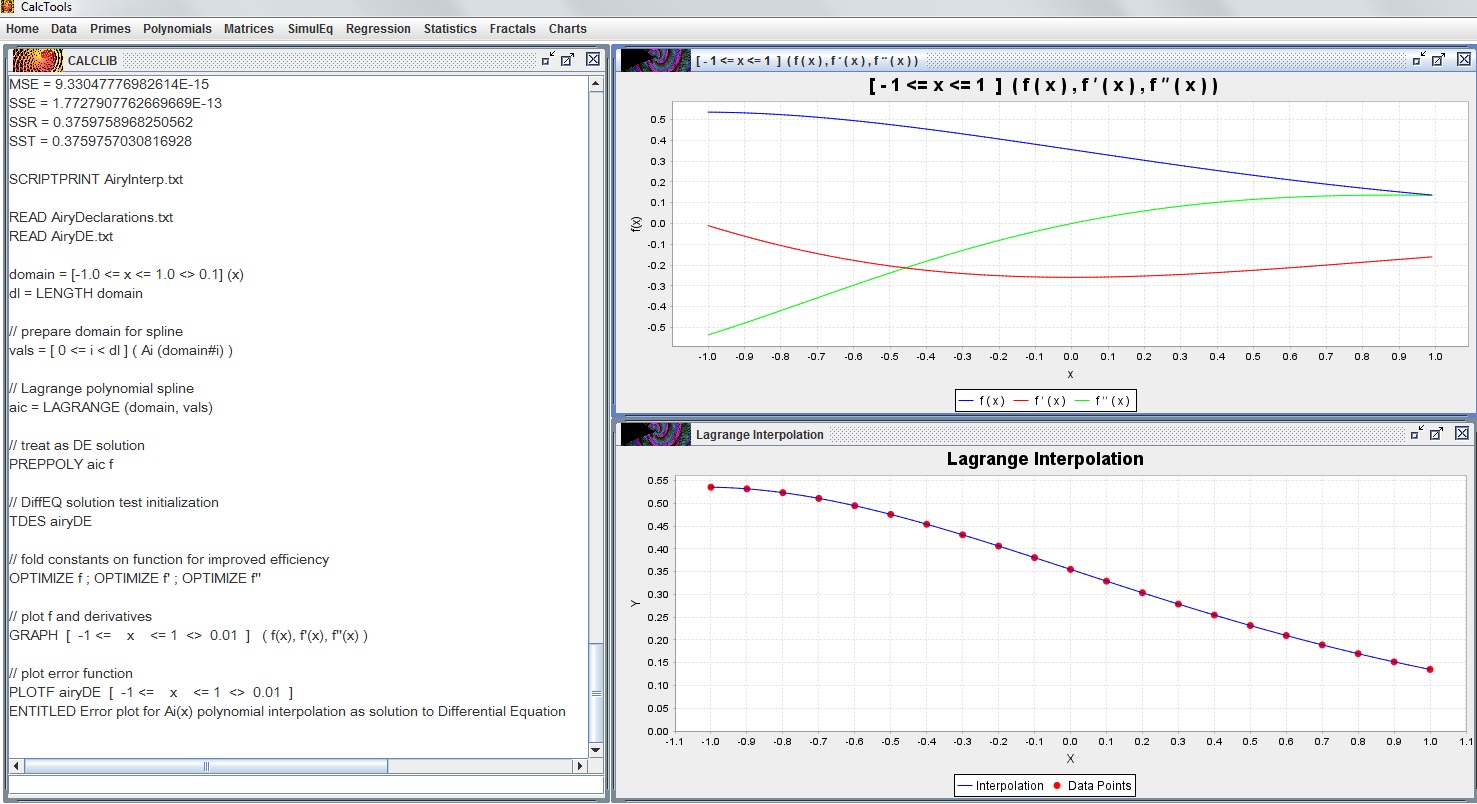 CalcTools
Home Data Primes Polynomials Matrices SimulEq Regression Statistics Fractals Charts
CALCLIB
MSE = 9.33047776982614E-15
SSE = 1.7727907762669669E-13
SSR = 0.3759758968250562
SST = 0.3759757030816928
SCRIPTPRINT AiryInterp.txt
READ AiryDeclarations.txt
READ AiryDE.txt
domain = [-1.0 <= x <= 1.0 <> 0.1] (x)
dl = LENGTH domain
// prepare domain for spline
vals = [ 0 <= i < dl ] ( Ai (domain#i) )
// Lagrange polynomial spline
aic = LAGRANGE (domain, vals)
// treat as DE solution
PREPPOLY aic f
// DiffEQ solution test initialization
TDES airyDE
// fold constants on function for improved efficiency
OPTIMIZE f ; OPTIMIZE f' ; OPTIMIZE f''
// plot f and derivatives
GRAPH [ -1 <= x <= 1 <> 0.01 ] ( f(x), f'(x), f''(x) )
// plot error function
PLOTF airyDE [ -1 <= x <= 1 <> 0.01 ]
ENTITLED Error plot for Ai(x) polynomial interpolation as solution to Differential Equation
[ - 1 <= x <= 1 ] ( f ( x ) , f ' ( x ) , f '' ( x ) )
[ - 1 <= x <= 1 ] ( f ( x ) , f ' ( x ) , f '' ( x ) )
0.5
0.4
0.3
0.2
0.1
0.0
-0.1
-0.2
-0.3
-0.4
-0.5
f(x)
-1.0 -0.9 -0.8 -0.7 -0.6 -0.5 -0.4 -0.3 -0.2 -0.1 0.0 0.1 0.2 0.3 0.4 0.5 0.6 0.7 0.8 0.9 1.0
x
f ( x ) f ' ( x ) f '' ( x )
Lagrange Interpolation
Lagrange Interpolation
0.55
0.50
0.45
0.40
0.35
0.30
0.25
0.20
0.15
0.10
0.05
0.00
Y
-1.1 -1.0 -0.9 -0.8 -0.7 -0.6 -0.5 -0.4 -0.3 -0.2 -0.1 0.0 0.1 0.2 0.3 0.4 0.5 0.6 0.7 0.8 0.9 1.0 1.1
X
Interpolation Data Points